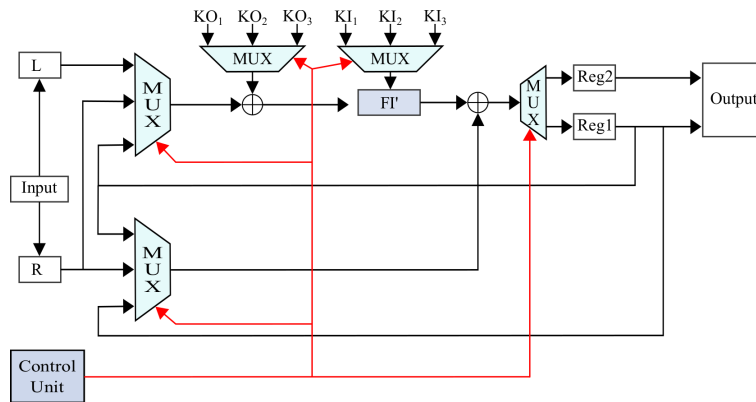 KO1 KO2 KO3 KI1 KI2 KI3
MUX MUX
L
MUX
FI'
MUX
Reg2
Reg1
Output
Input
R
MUX
Control
Unit